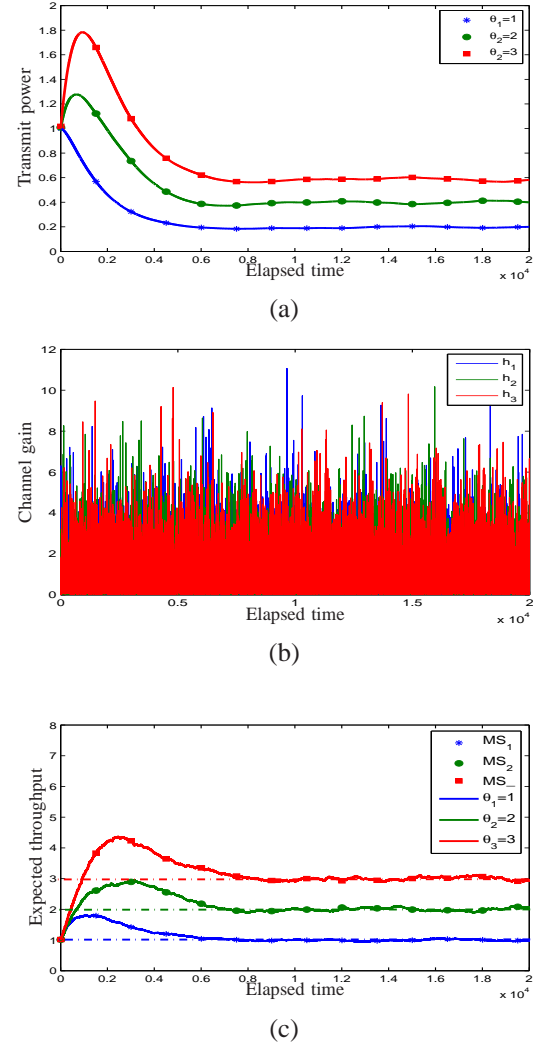 2
1.8
1.6
1.4
1.2
1
0.8
0.6
0.4
0.2
0
Transmit power
θ1=1
θ2=2
θ2=3
0 0.2 0.4 0.6 0.8 1 1.2 1.4 1.6 1.8 2
Elapsed time
x 10^4
(a)
12
10
8
6
4
2
0
Channel gain
h1
h2
h3
0 0.5 1 1.5 2
Elapsed time
x 10^4
(b)
8
7
6
5
4
3
2
1
0
Expected throughput
MS1
MS2
MS_
θ1=1
θ2=2
θ3=3
0 0.2 0.4 0.6 0.8 1 1.2 1.4 1.6 1.8 2
Elapsed time
x 10^4
(c)